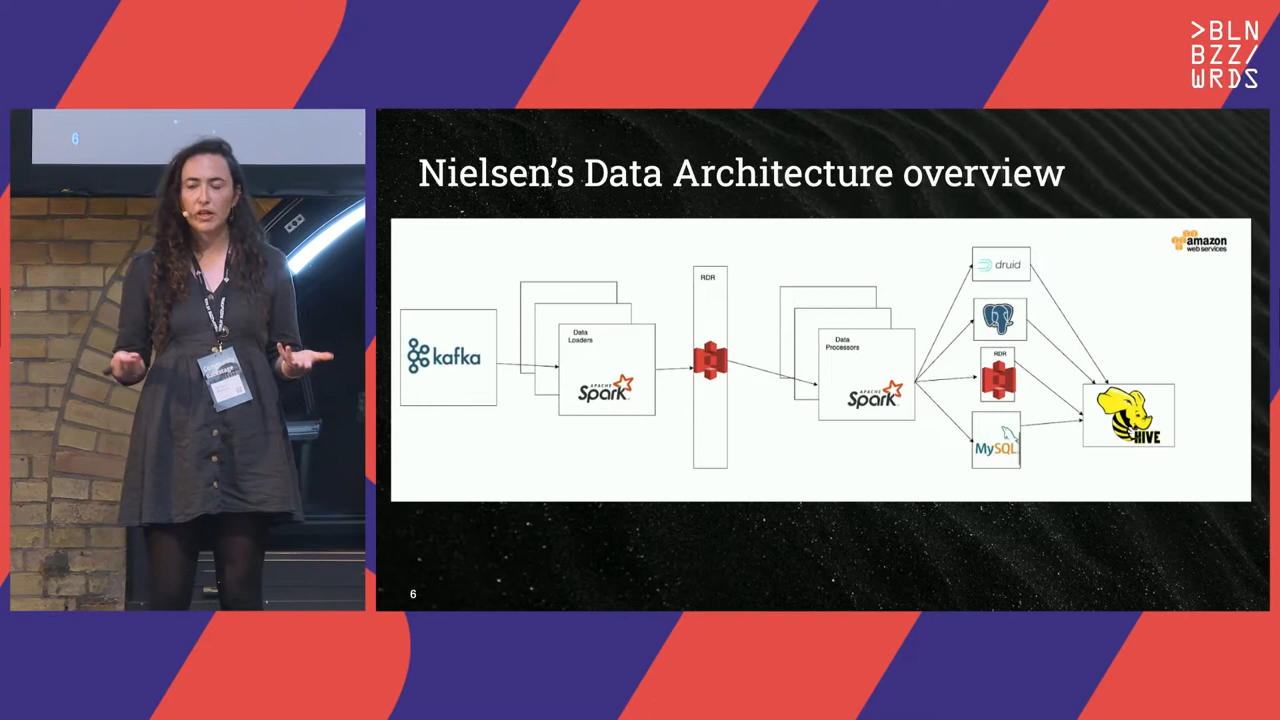 >BLN
BZZ/
WRDS
6
Nielsen's Data Architecture overview
amazon
web services
kafka
Data
Loaders
APACHE
Spark
RDR
Data
Processors
APACHE
Spark
druid
RDR
MySQL
HIVE
6